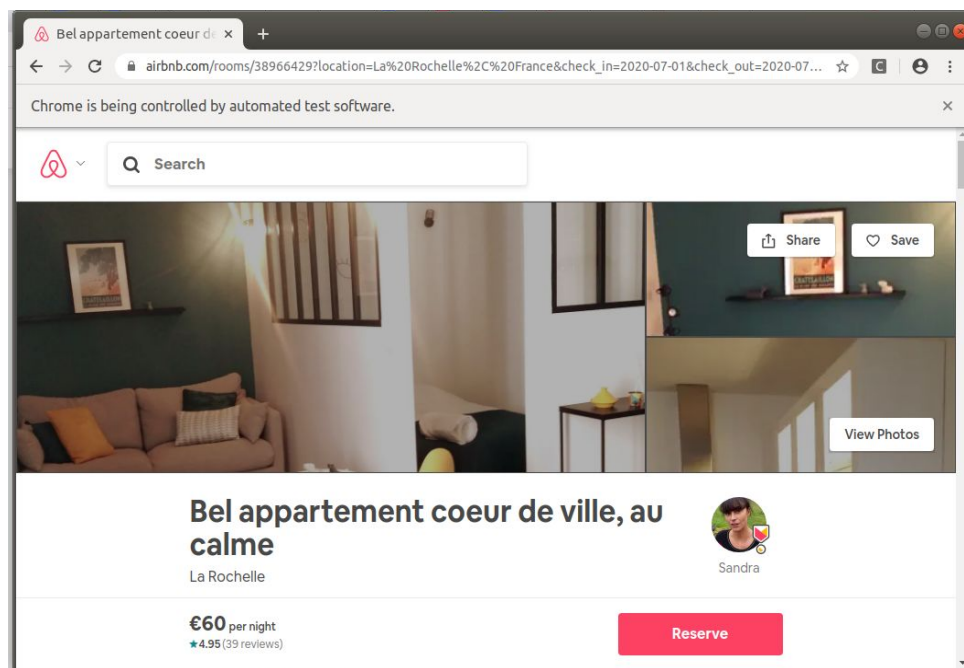 Bel appartement coeur de
airbnb.com/rooms/38966429?location=La%20Rochelle%2C%20France&check_in=2020-07-01&check_out=2020-07...
Chrome is being controlled by automated test software.
Search
Share
Save
View Photos
Bel appartement coeur de ville, au
calme
La Rochelle
Sandra
€60 per night
★4.95 (39 reviews)
Reserve